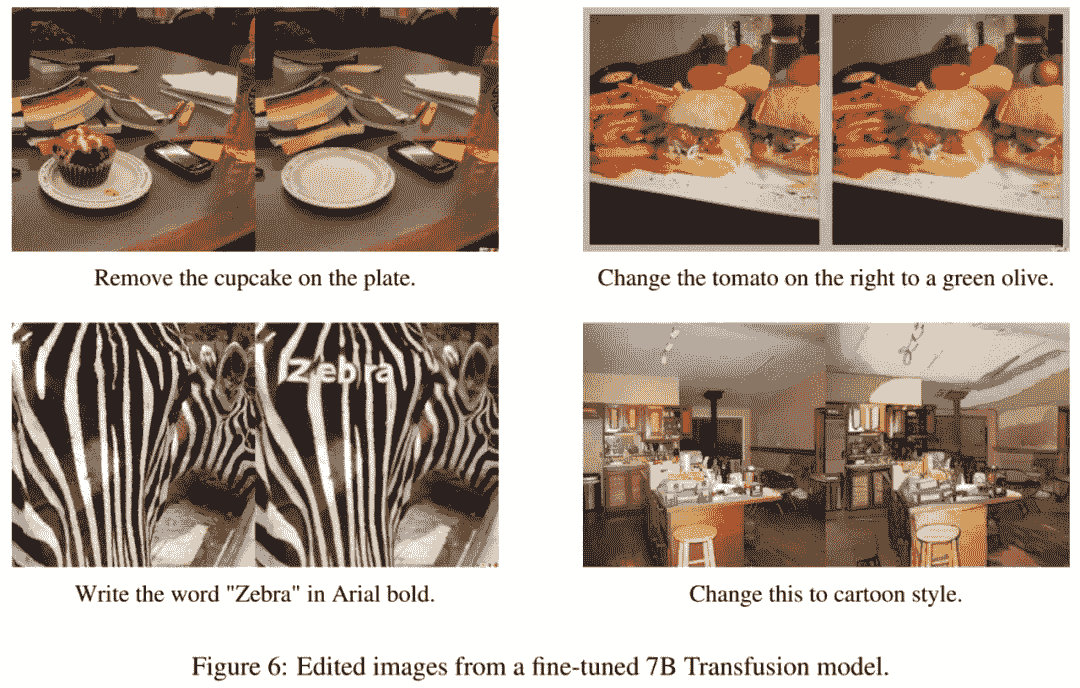 Remove the cupcake on the plate.
Change the tomato on the right to a green olive.
Zebra
Write the word "Zebra" in Arial bold.
Change this to cartoon style.
Figure 6: Edited images from a fine-tuned 7B Transfusion model.